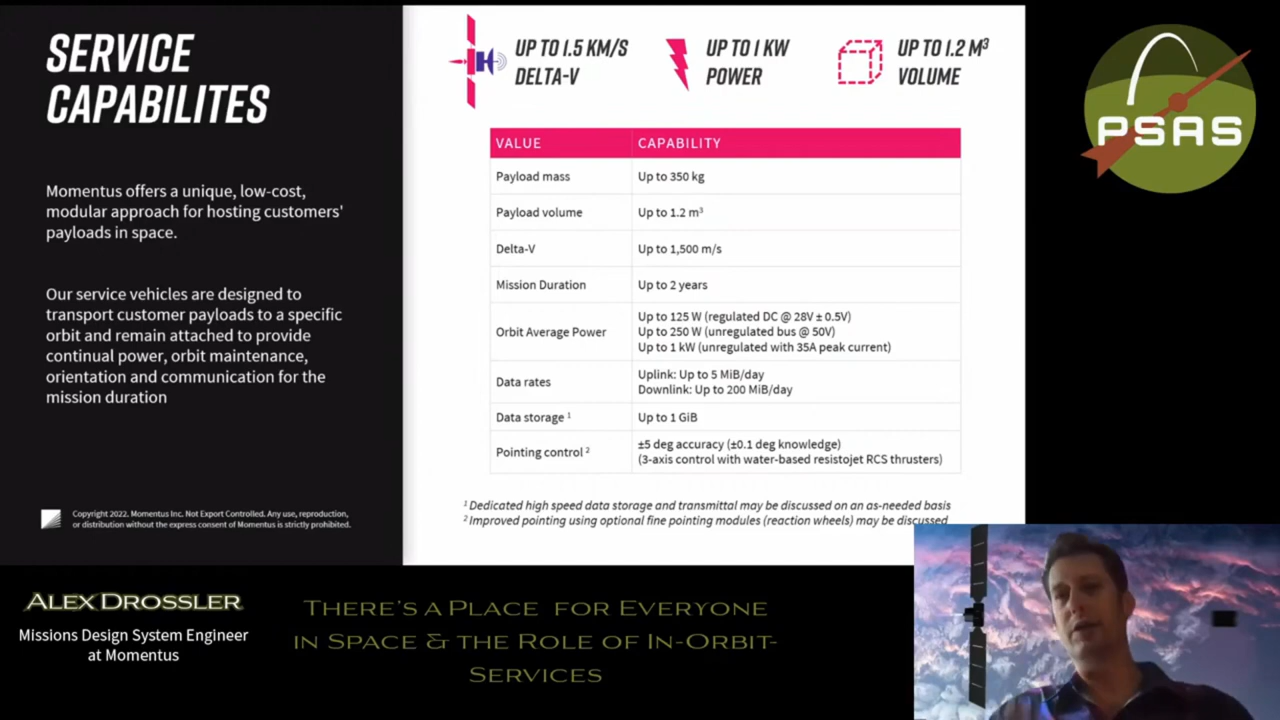 SERVICE
CAPABILITES
Momentus offers a unique, low-cost,
modular approach for hosting customers'
payloads in space.
Our service vehicles are designed to
transport customer payloads to a specific
orbit and remain attached to provide
continual power, orbit maintenance,
orientation and communication for the
mission duration
Copyright 2022. Momentus Inc. Not Export Controlled. Any use, reproduction,
or distribution without the express consent of Momentus is strictly prohibited.
UP TO 1.5 KM/S
DELTA-V
UP TO 1 KW
POWER
UP TO 1.2 M³
VOLUME
VALUE CAPABILITY
Payload mass Up to 350 kg
Payload volume Up to 1.2 m³
Delta-V Up to 1,500 m/s
Mission Duration Up to 2 years
Orbit Average Power
Up to 125 W (regulated DC @ 28V ± 0.5V)
Up to 250 W (unregulated bus @ 50V)
Up to 1 kW (unregulated with 35A peak current)
Data rates
Uplink: Up to 5 MiB/day
Downlink: Up to 200 MiB/day
Data storage ¹ Up to 1 GiB
Pointing control ²
±5 deg accuracy (±0.1 deg knowledge)
(3-axis control with water-based resistojet RCS thrusters)
¹ Dedicated high speed data storage and transmittal may be discussed on an as-needed basis
² Improved pointing using optional fine pointing modules (reaction wheels) may be discussed
PSAS
ALEX DROSSLER
Missions Design System Engineer
at Momentus
THERE'S A PLACE FOR EVERYONE
IN SPACE & THE ROLE OF IN-ORBIT-
SERVICES